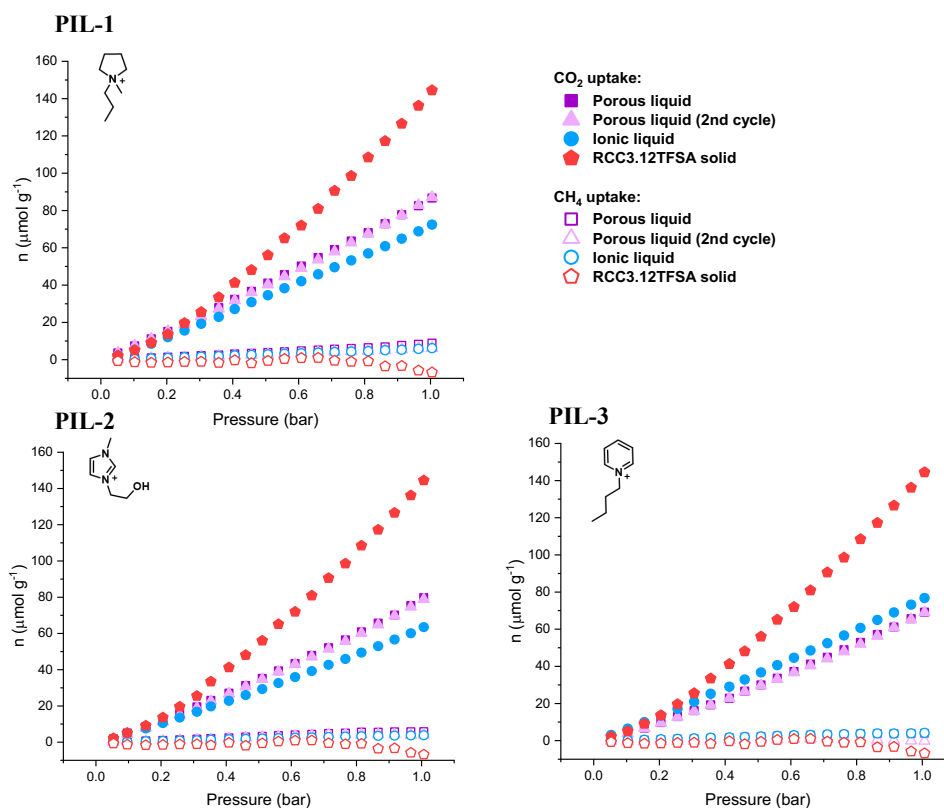 PIL-1
N
+
n (μmol g⁻¹)
160
140
120
100
80
60
40
20
0
0.0 0.2 0.4 0.6 0.8 1.0
Pressure (bar)
CO₂ uptake:
Porous liquid
Porous liquid (2nd cycle)
Ionic liquid
RCC3.12TFSA solid
CH₄ uptake:
Porous liquid
Porous liquid (2nd cycle)
Ionic liquid
RCC3.12TFSA solid
PIL-2
N
N
+
OH
n (μmol g⁻¹)
160
140
120
100
80
60
40
20
0
0.0 0.2 0.4 0.6 0.8 1.0
Pressure (bar)
PIL-3
N
+
n (μmol g⁻¹)
160
140
120
100
80
60
40
20
0
0.0 0.2 0.4 0.6 0.8 1.0
Pressure (bar)